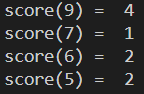 score(9) =  4
score(7) =  1
score(6) =  2
score(5) =  2